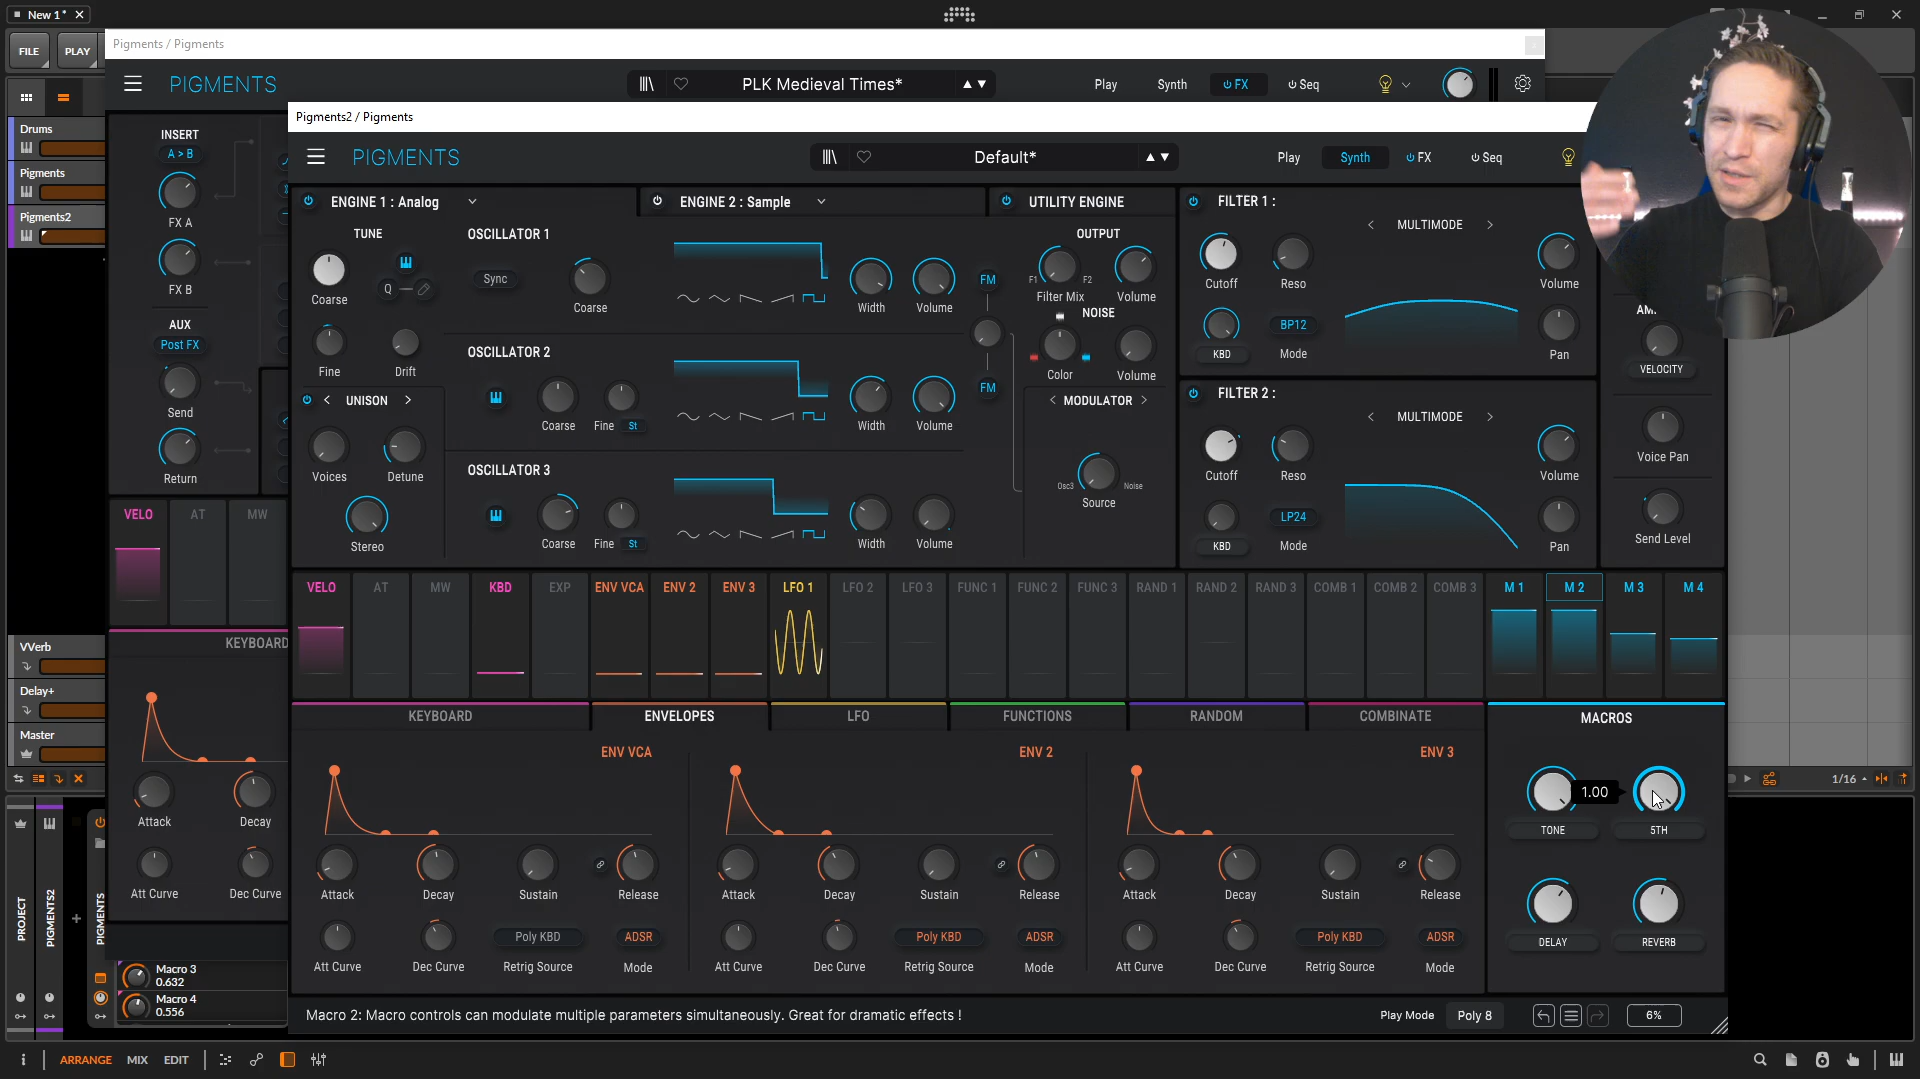 New 1*
FILE
PLAY
Pigments / Pigments
PIGMENTS
PLK Medieval Times*
Play
Synth
FX
Seq
Pigments2 / Pigments
PIGMENTS
Default*
Play
Synth
FX
Seq
Drums
Pigments
Pigments2
VVerb
Delay+
Master
INSERT
A > B
FX A
FX B
AUX
Post FX
Send
Return
VELO
AT
MW
KEYBOARD
Attack
Decay
Att Curve
Dec Curve
ENGINE 1 : Analog
ENGINE 2 : Sample
UTILITY ENGINE
FILTER 1 :
TUNE
Coarse
Q
Fine
Drift
UNISON
Voices
Detune
Stereo
OSCILLATOR 1
Sync
Coarse
Width
Volume
FM
OSCILLATOR 2
Coarse
Fine
St
Width
Volume
FM
OSCILLATOR 3
Coarse
Fine
St
Width
Volume
OUTPUT
F1
F2
Filter Mix
Volume
NOISE
Color
Volume
MODULATOR
Osc3
Noise
Source
MULTIMODE
Cutoff
Reso
Volume
KBD
BP12
Mode
Pan
FILTER 2 :
MULTIMODE
Cutoff
Reso
Volume
KBD
LP24
Mode
Pan
VELOCITY
Voice Pan
Send Level
VELO
AT
MW
KBD
EXP
ENV VCA
ENV 2
ENV 3
LFO 1
LFO 2
LFO 3
FUNC 1
FUNC 2
FUNC 3
RAND 1
RAND 2
RAND 3
COMB 1
COMB 2
COMB 3
M 1
M 2
M 3
M 4
KEYBOARD
ENVELOPES
LFO
FUNCTIONS
RANDOM
COMBINATE
MACROS
ENV VCA
Attack
Decay
Sustain
Release
Att Curve
Dec Curve
Poly KBD
Retrig Source
ADSR
Mode
ENV 2
Attack
Decay
Sustain
Release
Att Curve
Dec Curve
Poly KBD
Retrig Source
ADSR
Mode
ENV 3
Attack
Decay
Sustain
Release
Att Curve
Dec Curve
Poly KBD
Retrig Source
ADSR
Mode
1.00
TONE
5TH
DELAY
REVERB
1/16
PROJECT
PIGMENTS2
PIGMENTS
Macro 3
0.632
Macro 4
0.556
Macro 2: Macro controls can modulate multiple parameters simultaneously. Great for dramatic effects !
Play Mode
Poly 8
6%
ARRANGE
MIX
EDIT